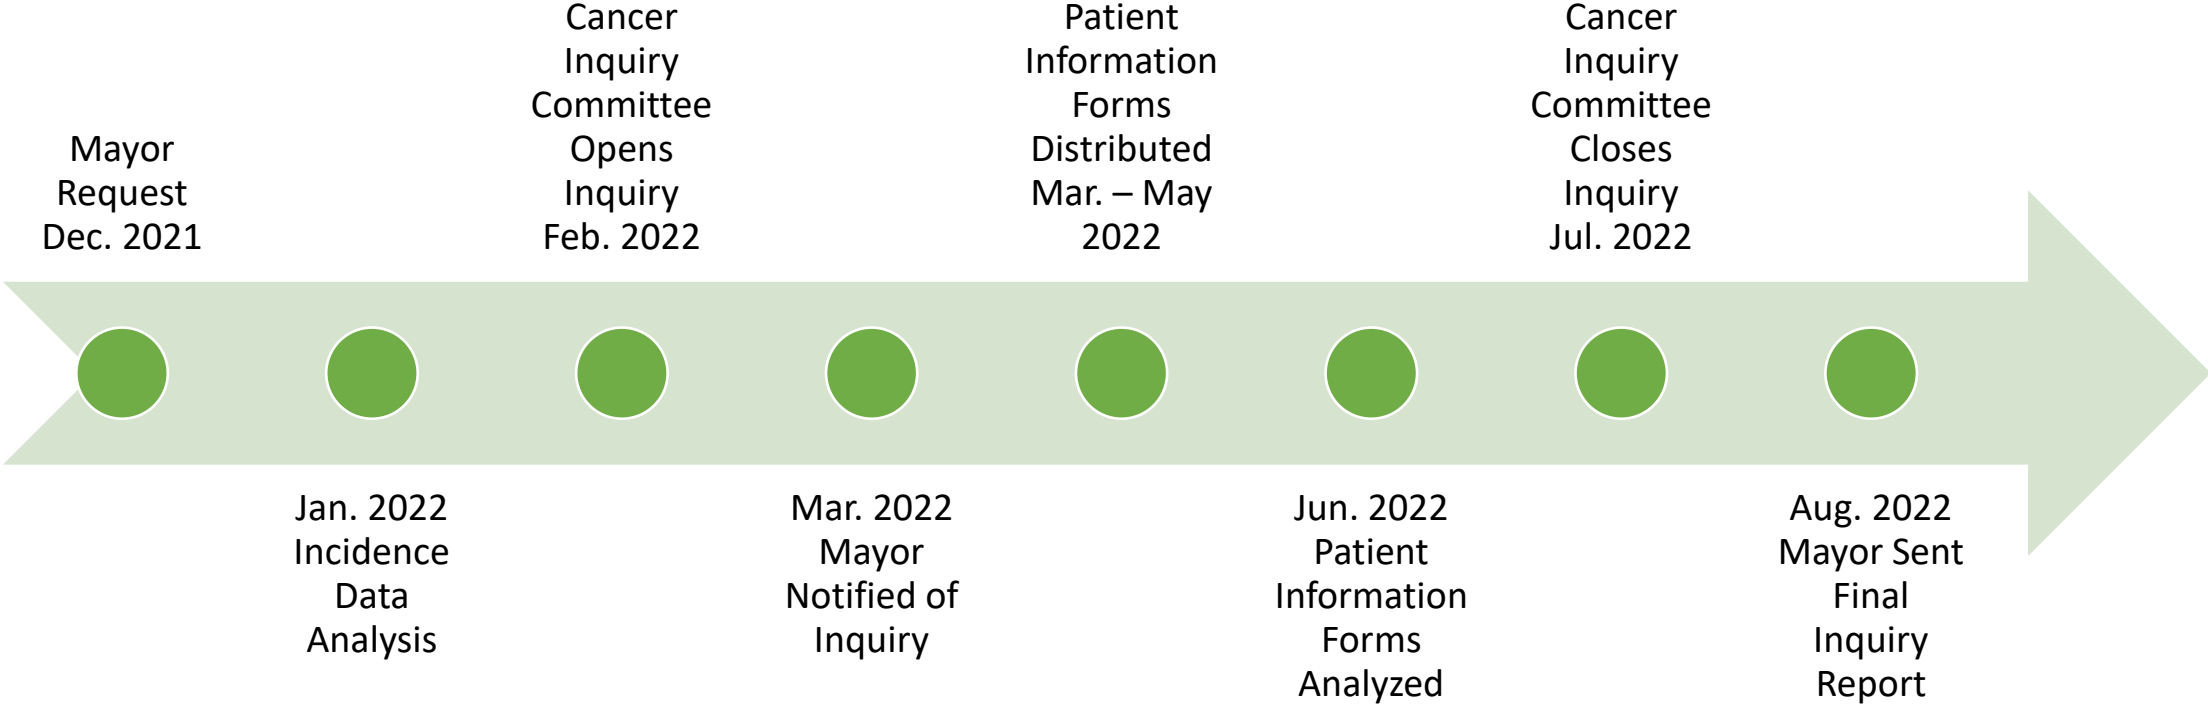 Mayor
Request
Dec. 2021
Jan. 2022
Incidence
Data
Analysis
Cancer
Inquiry
Committee
Opens
Inquiry
Feb. 2022
Mar. 2022
Mayor
Notified of
Inquiry
Patient
Information
Forms
Distributed
Mar. – May
2022
Jun. 2022
Patient
Information
Forms
Analyzed
Cancer
Inquiry
Committee
Closes
Inquiry
Jul. 2022
Aug. 2022
Mayor Sent
Final
Inquiry
Report